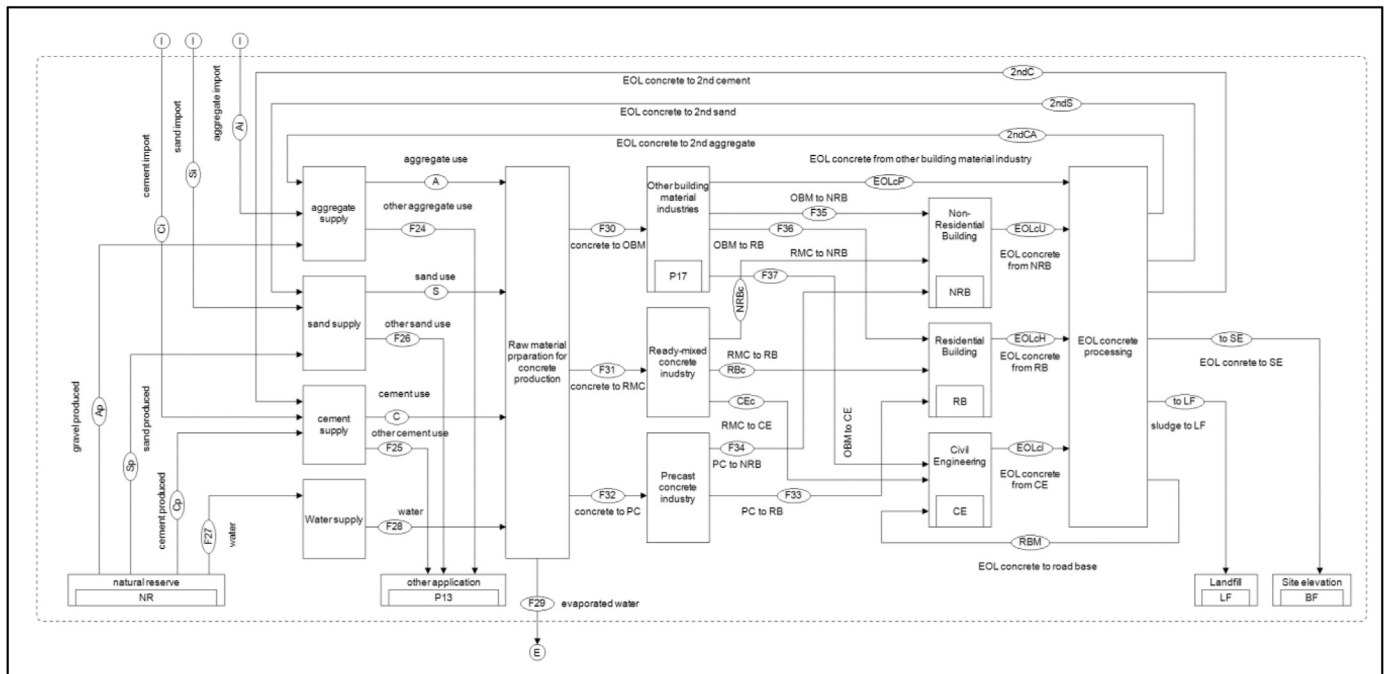 I
I
I
2ndC
EOL concrete to 2nd cement
2ndS
EOL concrete to 2nd sand
2ndCA
EOL concrete to 2nd aggregate
cement import
sand import
aggregate import
Ci
Si
Ai
gravel produced
Ap
sand produced
Sp
cement produced
Cp
F27
water
aggregate
supply
sand supply
cement
supply
Water supply
aggregate use
A
other aggregate use
F24
sand use
S
other sand use
F26
cement use
C
other cement use
F25
water
F28
natural reserve
NR
other application
P13
Raw material
prparation for
concrete
production
F29
evaporated water
E
F30
concrete to OBM
F31
concrete to RMC
F32
concrete to PC
Other building
material
industries
P17
Ready-mixed
concrete
inudstry
Precast
concrete
industry
EOL concrete from other building material industry
EOLcP
OBM to NRB
F35
F36
OBM to RB
RMC to NRB
F37
NRBc
RMC to RB
RBc
CEc
RMC to CE
OBM to CE
F34
PC to NRB
F33
PC to RB
Non-
Residential
Building
NRB
Residential
Building
RB
Civil
Engineering
CE
EOLcU
EOL concrete
from NRB
EOLcH
EOL concrete
from RB
EOLcI
EOL concrete
from CE
RBM
EOL concrete to road base
EOL concrete
processing
to SE
EOL conrete to SE
to LF
sludge to LF
Landfill
LF
Site elevation
BF